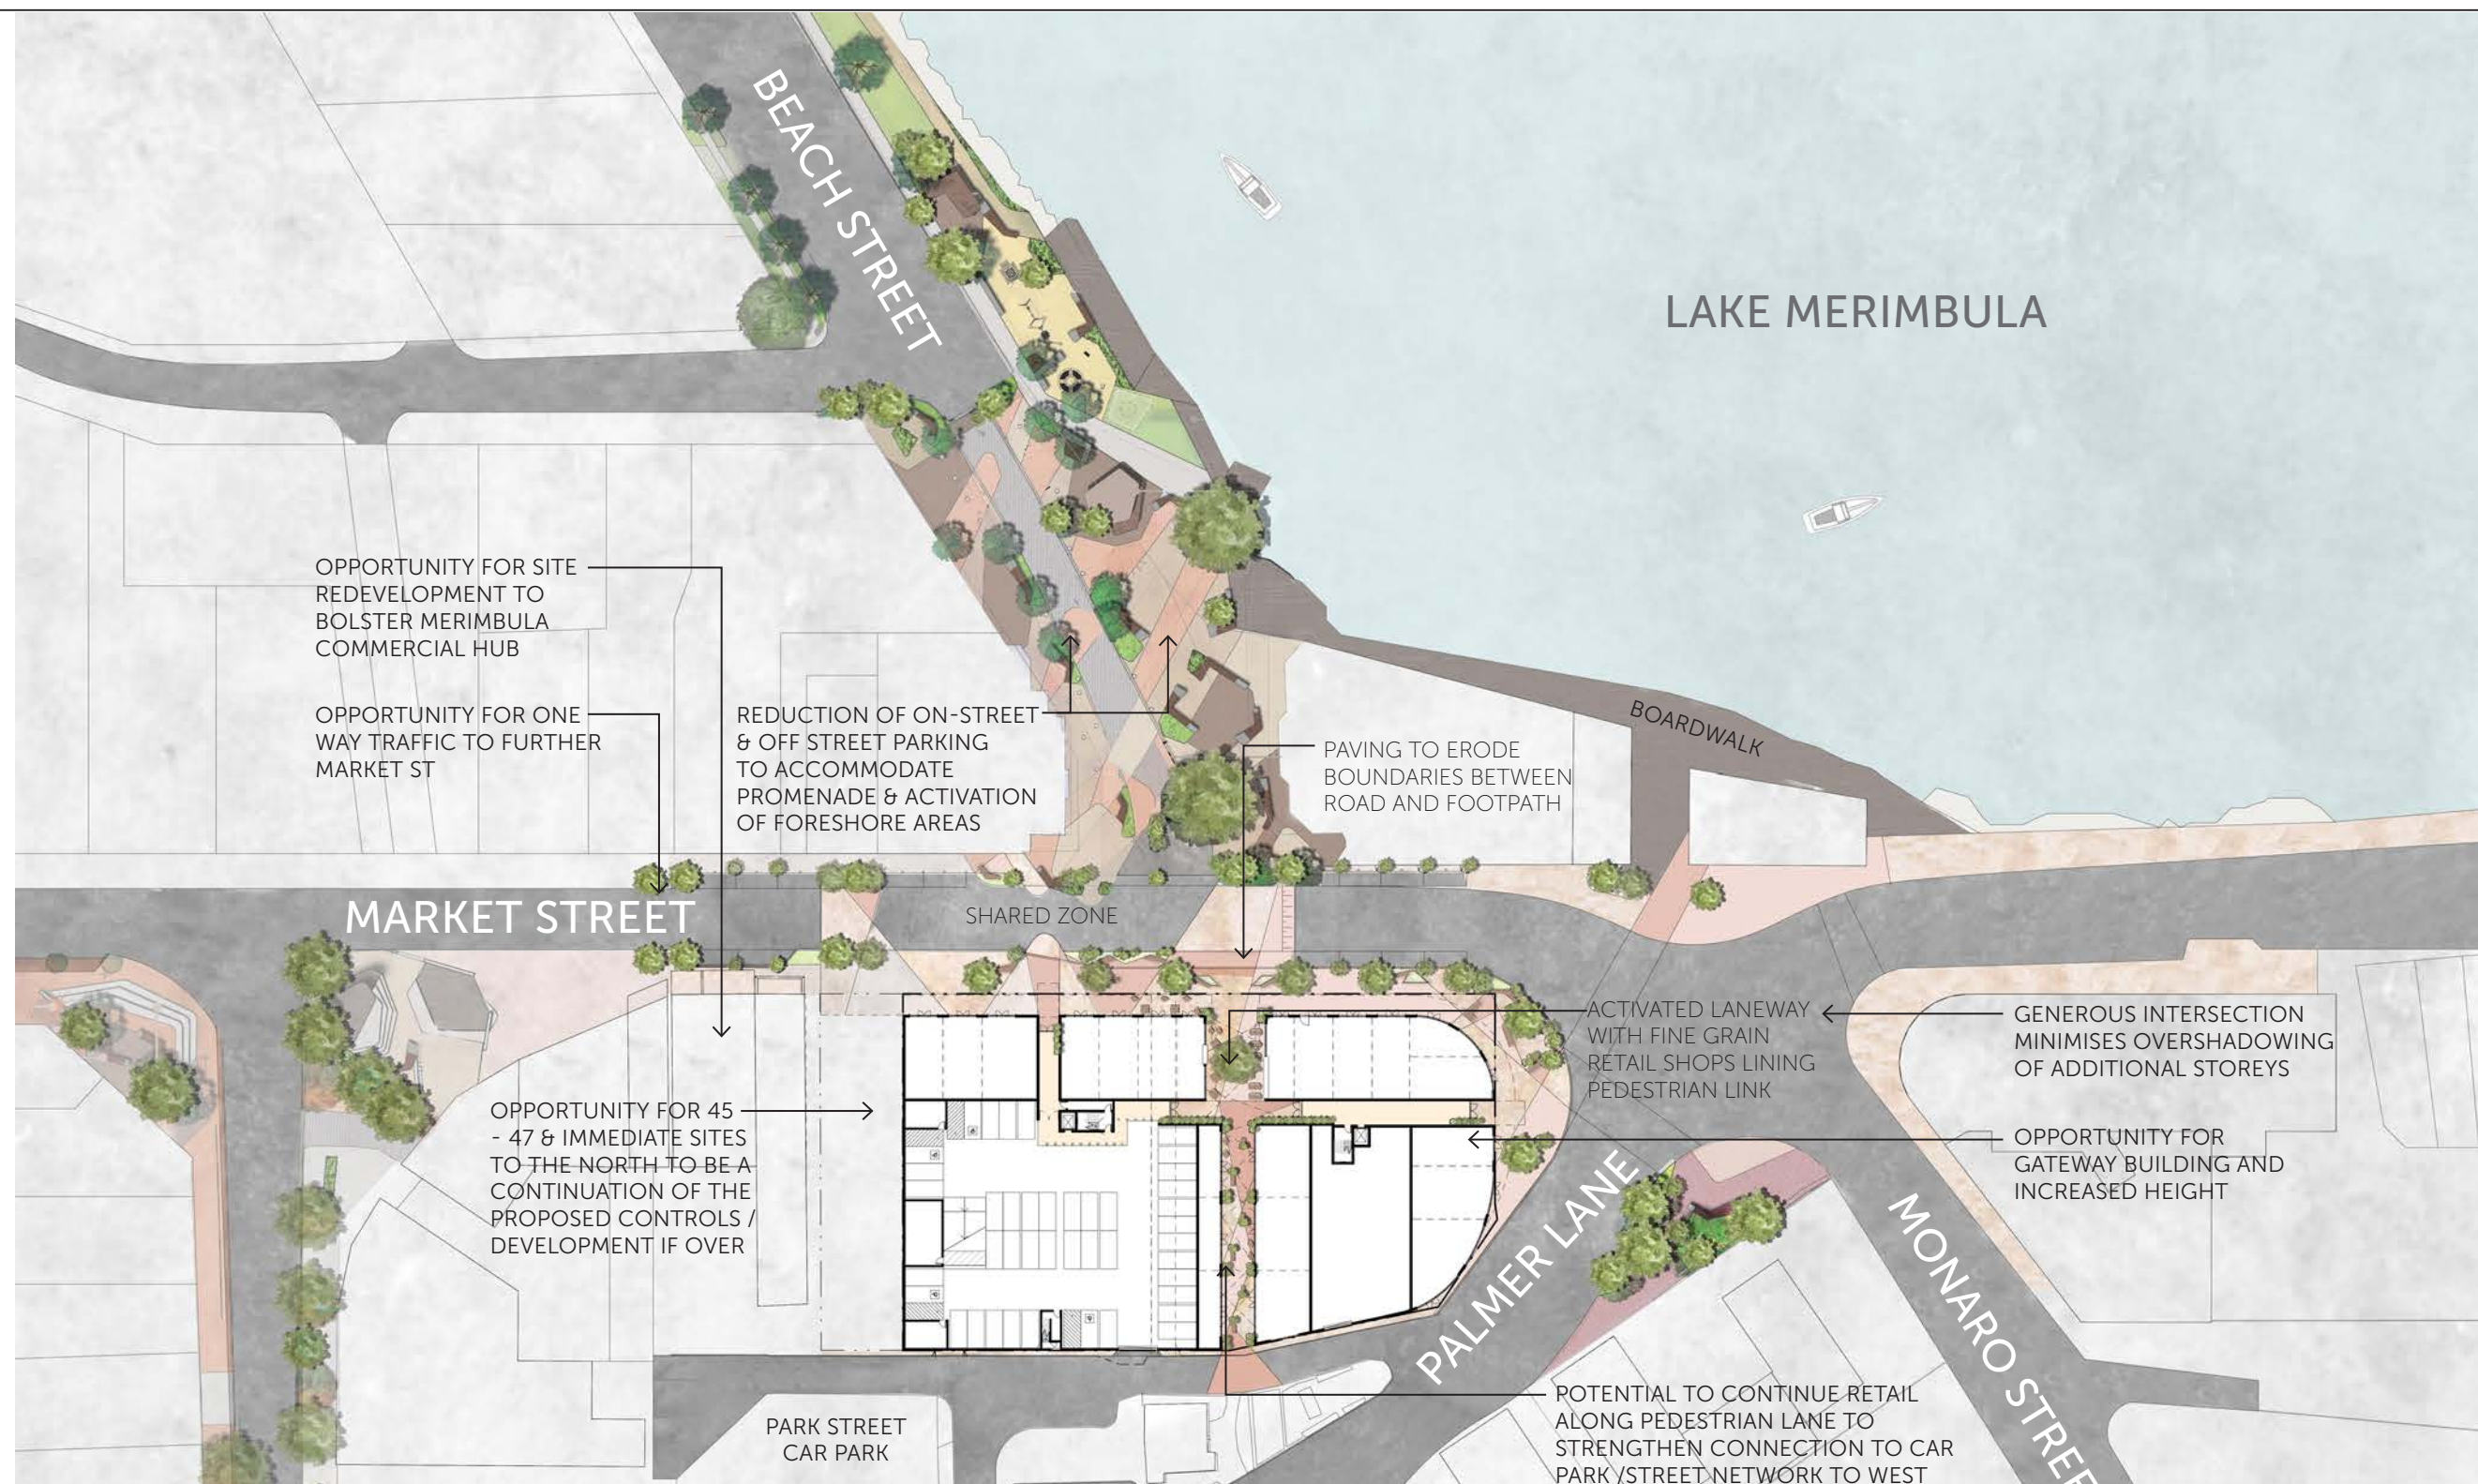 BEACH STREET
LAKE MERIMBULA
OPPORTUNITY FOR SITE
REDEVELOPMENT TO
BOLSTER MERIMBULA
COMMERCIAL HUB
OPPORTUNITY FOR ONE
WAY TRAFFIC TO FURTHER
MARKET ST
REDUCTION OF ON-STREET
& OFF STREET PARKING
TO ACCOMMODATE
PROMENADE & ACTIVATION
OF FORESHORE AREAS
PAVING TO ERODE
BOUNDARIES BETWEEN
ROAD AND FOOTPATH
BOARDWALK
MARKET STREET
SHARED ZONE
ACTIVATED LANEWAY
WITH FINE GRAIN
RETAIL SHOPS LINING
PEDESTRIAN LINK
GENEROUS INTERSECTION
MINIMISES OVERSHADOWING
OF ADDITIONAL STOREYS
OPPORTUNITY FOR 45
- 47 & IMMEDIATE SITES
TO THE NORTH TO BE A
CONTINUATION OF THE
PROPOSED CONTROLS /
DEVELOPMENT IF OVER
OPPORTUNITY FOR
GATEWAY BUILDING AND
INCREASED HEIGHT
PALMER LANE
MONARO STREE
PARK STREET
CAR PARK
POTENTIAL TO CONTINUE RETAIL
ALONG PEDESTRIAN LANE TO
STRENGTHEN CONNECTION TO CAR
PARK /STREET NETWORK TO WEST